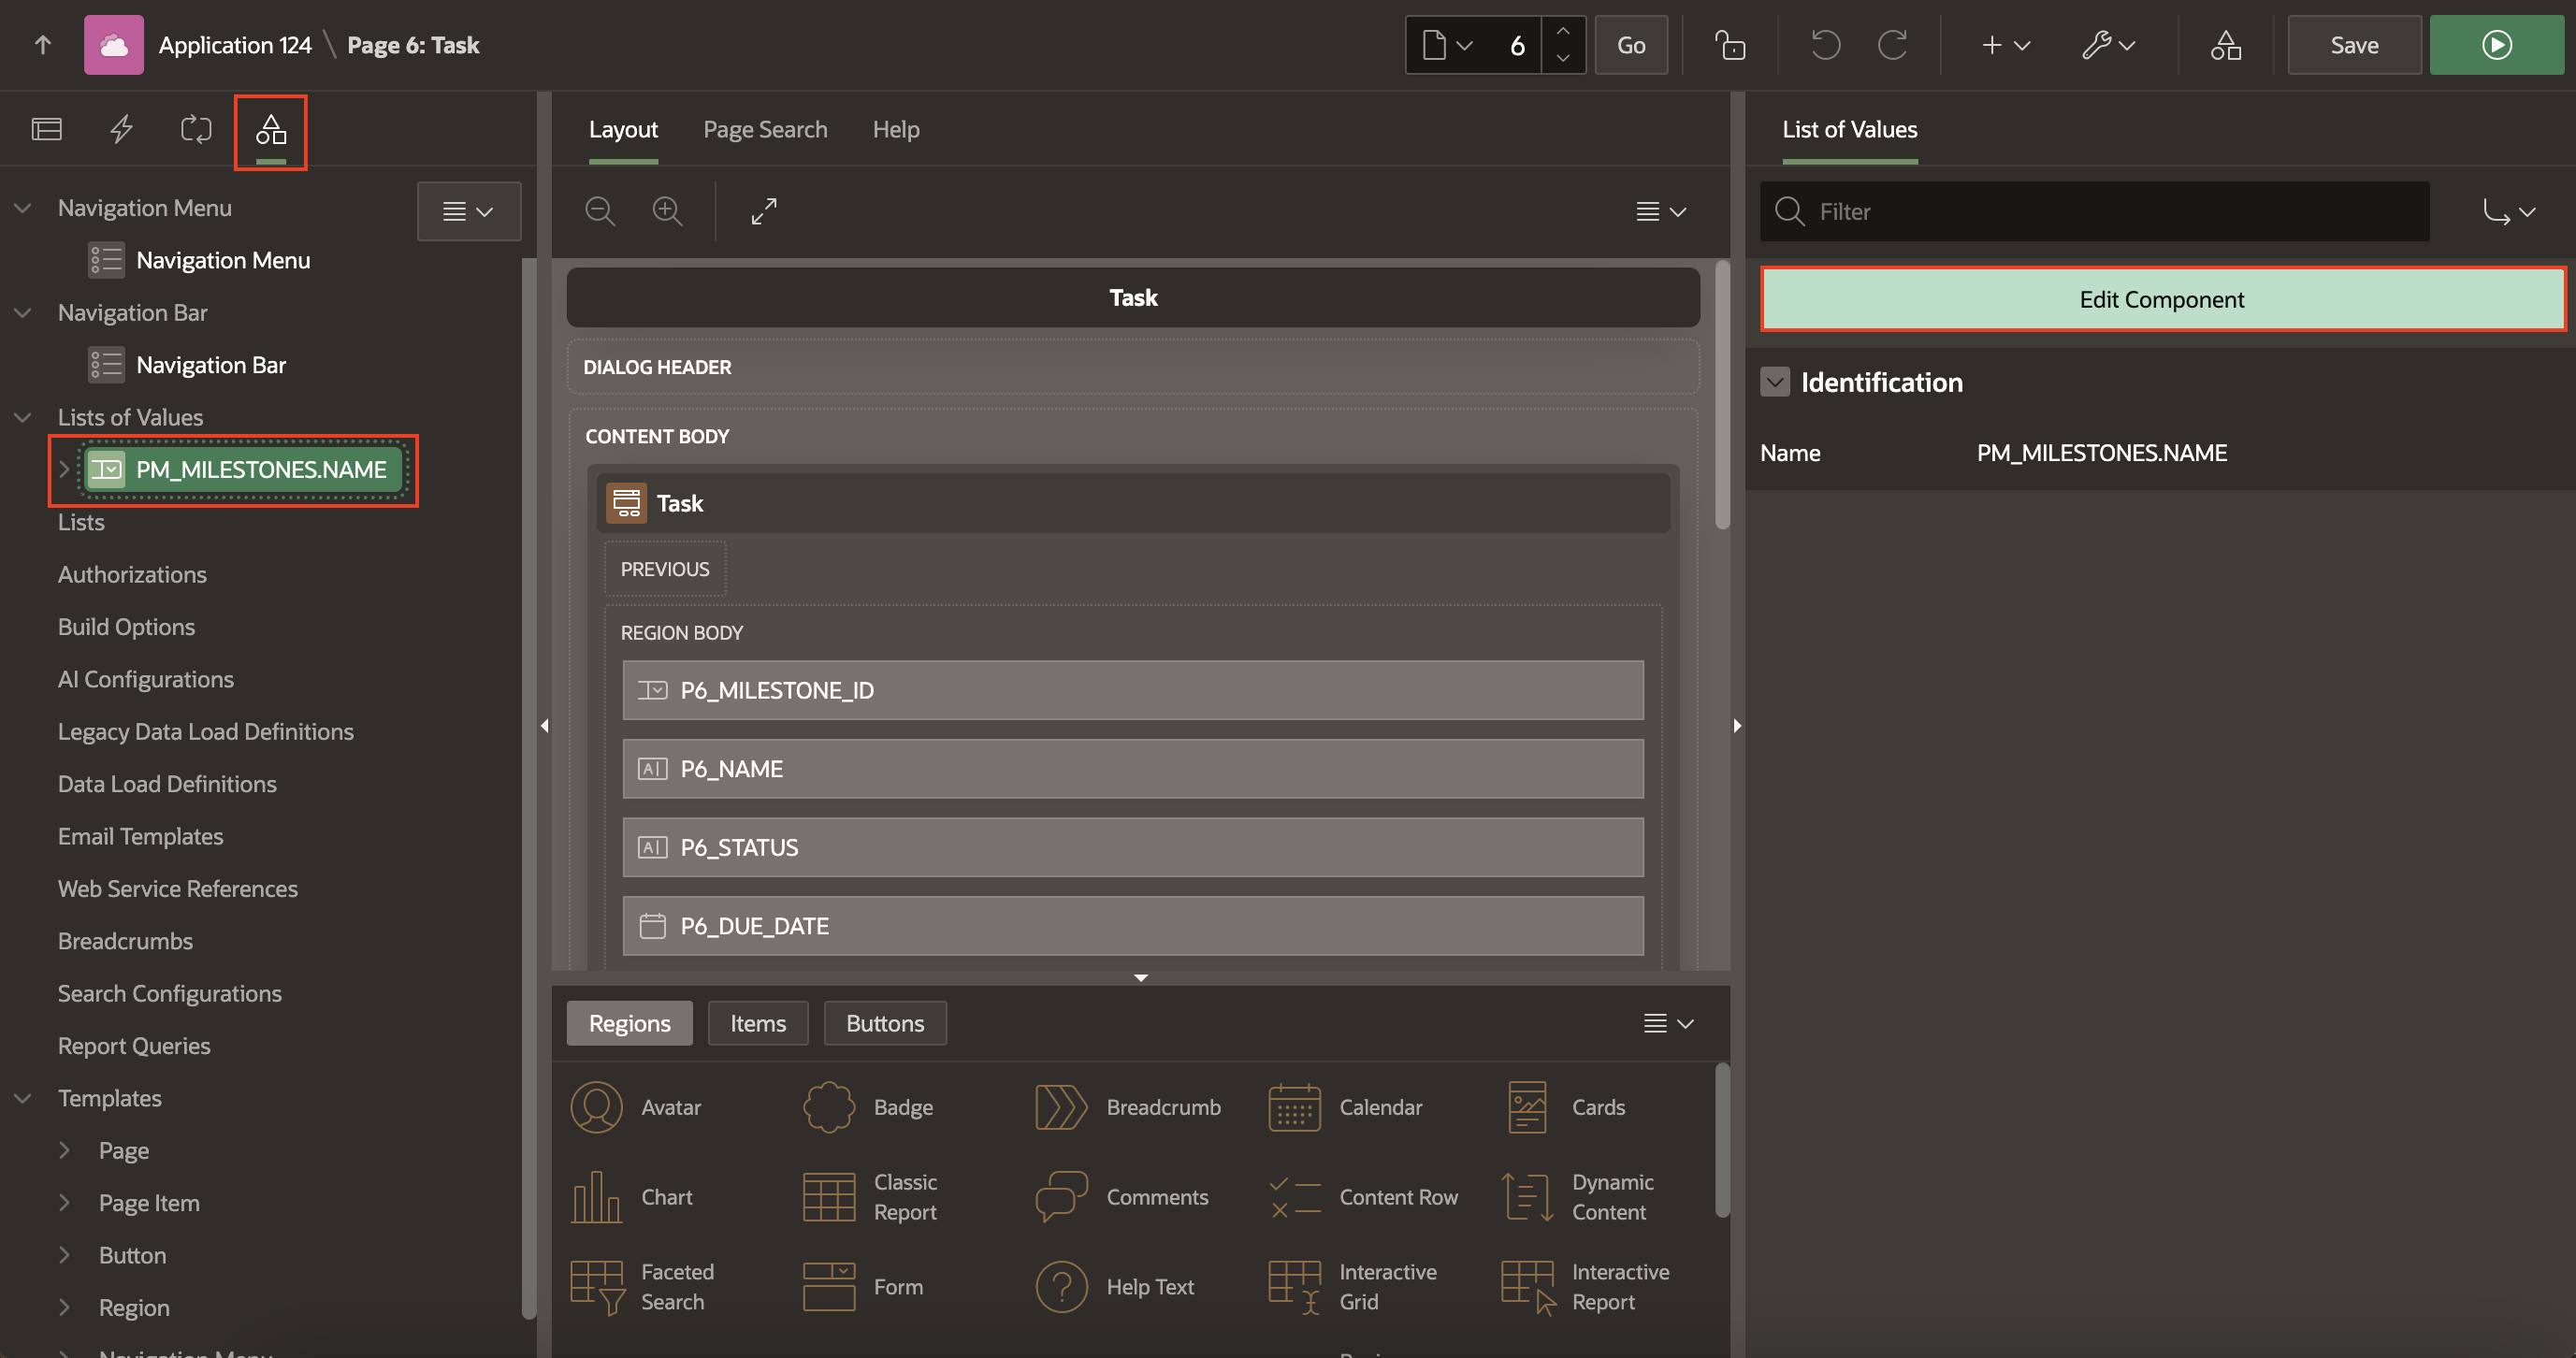 Application 124 \ Page 6: Task
6
Go
Save
Navigation Menu
Navigation Menu
Navigation Bar
Navigation Bar
Lists of Values
PM_MILESTONES.NAME
Lists
Authorizations
Build Options
AI Configurations
Legacy Data Load Definitions
Data Load Definitions
Email Templates
Web Service References
Breadcrumbs
Search Configurations
Report Queries
Templates
Page
Page Item
Button
Region
Navigation Menu
Layout
Page Search
Help
Task
DIALOG HEADER
CONTENT BODY
Task
PREVIOUS
REGION BODY
P6_MILESTONE_ID
P6_NAME
P6_STATUS
P6_DUE_DATE
Regions
Items
Buttons
Avatar
Badge
Breadcrumb
Calendar
Cards
Chart
Classic
Report
Comments
Content Row
Dynamic
Content
Faceted
Search
Form
Help Text
Interactive
Grid
Interactive
Report
List of Values
Filter
Edit Component
Identification
Name
PM_MILESTONES.NAME